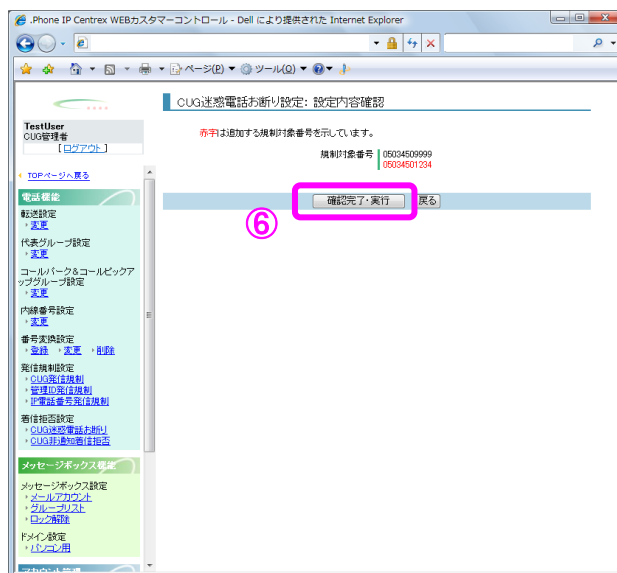 .Phone IP Centrex WEBカスタマーコントロール - Dell により提供された Internet Explorer
ページ(P) ツール(O)
CUG迷惑電話お断り設定: 設定内容確認
TestUser
CUG管理者
[ログアウト]
赤字は追加する規制対象番号を示しています。
規制対象番号 05034509999
05034501234
TOPページへ戻る
確認完了・実行 戻る
⑥
電話機能
転送設定
変更
代表グループ設定
変更
コールパーク&コールピックア
ップグループ設定
変更
内線番号設定
変更
番号変換設定
登録 変更 削除
発信規制設定
CUG発信規制
管理ID発信規制
IP電話番号発信規制
着信拒否設定
CUG迷惑電話お断り
CUG非通知着信拒否
メッセージボックス機能
メッセージボックス設定
メールアカウント
グループリスト
ロック解除
ドメイン設定
パソコン用
アカウント管理